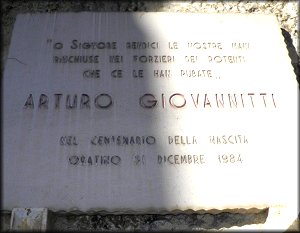 "O SIGNORE RENDICI LE NOSTRE MANI
RINCHIUSE NEI FORZIERI DEI POTENTI
CHE CE LE HAN RUBATE..
ARTURO GIOVANNITTI
NEL CENTENARIO DELLA NASCITA
ORATINO 31 DICEMBRE 1984